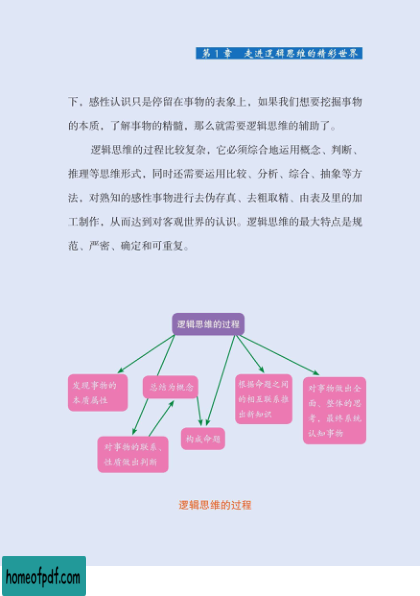 第1章 走进逻辑思维的精彩世界
下，感性认识只是停留在事物的表象上，如果我们想要挖掘事物
的本质，了解事物的精髓，那么就需要逻辑思维的辅助了。
逻辑思维的过程比较复杂，它必须综合地运用概念、判断、
推理等思维形式，同时还需要运用比较、分析、综合、抽象等方
法，对熟知的感性事物进行去伪存真、去粗取精、由表及里的加
工制作，从而达到对客观世界的认识。逻辑思维的最大特点是规
范、严密、确定和可重复。
逻辑思维的过程
发现事物的
本质属性
总结为概念
根据命题之间
的相互联系推
出新知识
对事物做出全
面、整体的思
考，最终系统
认知事物
对事物的联系、
性质做出判断
构成命题
逻辑思维的过程
homeofpdf.com